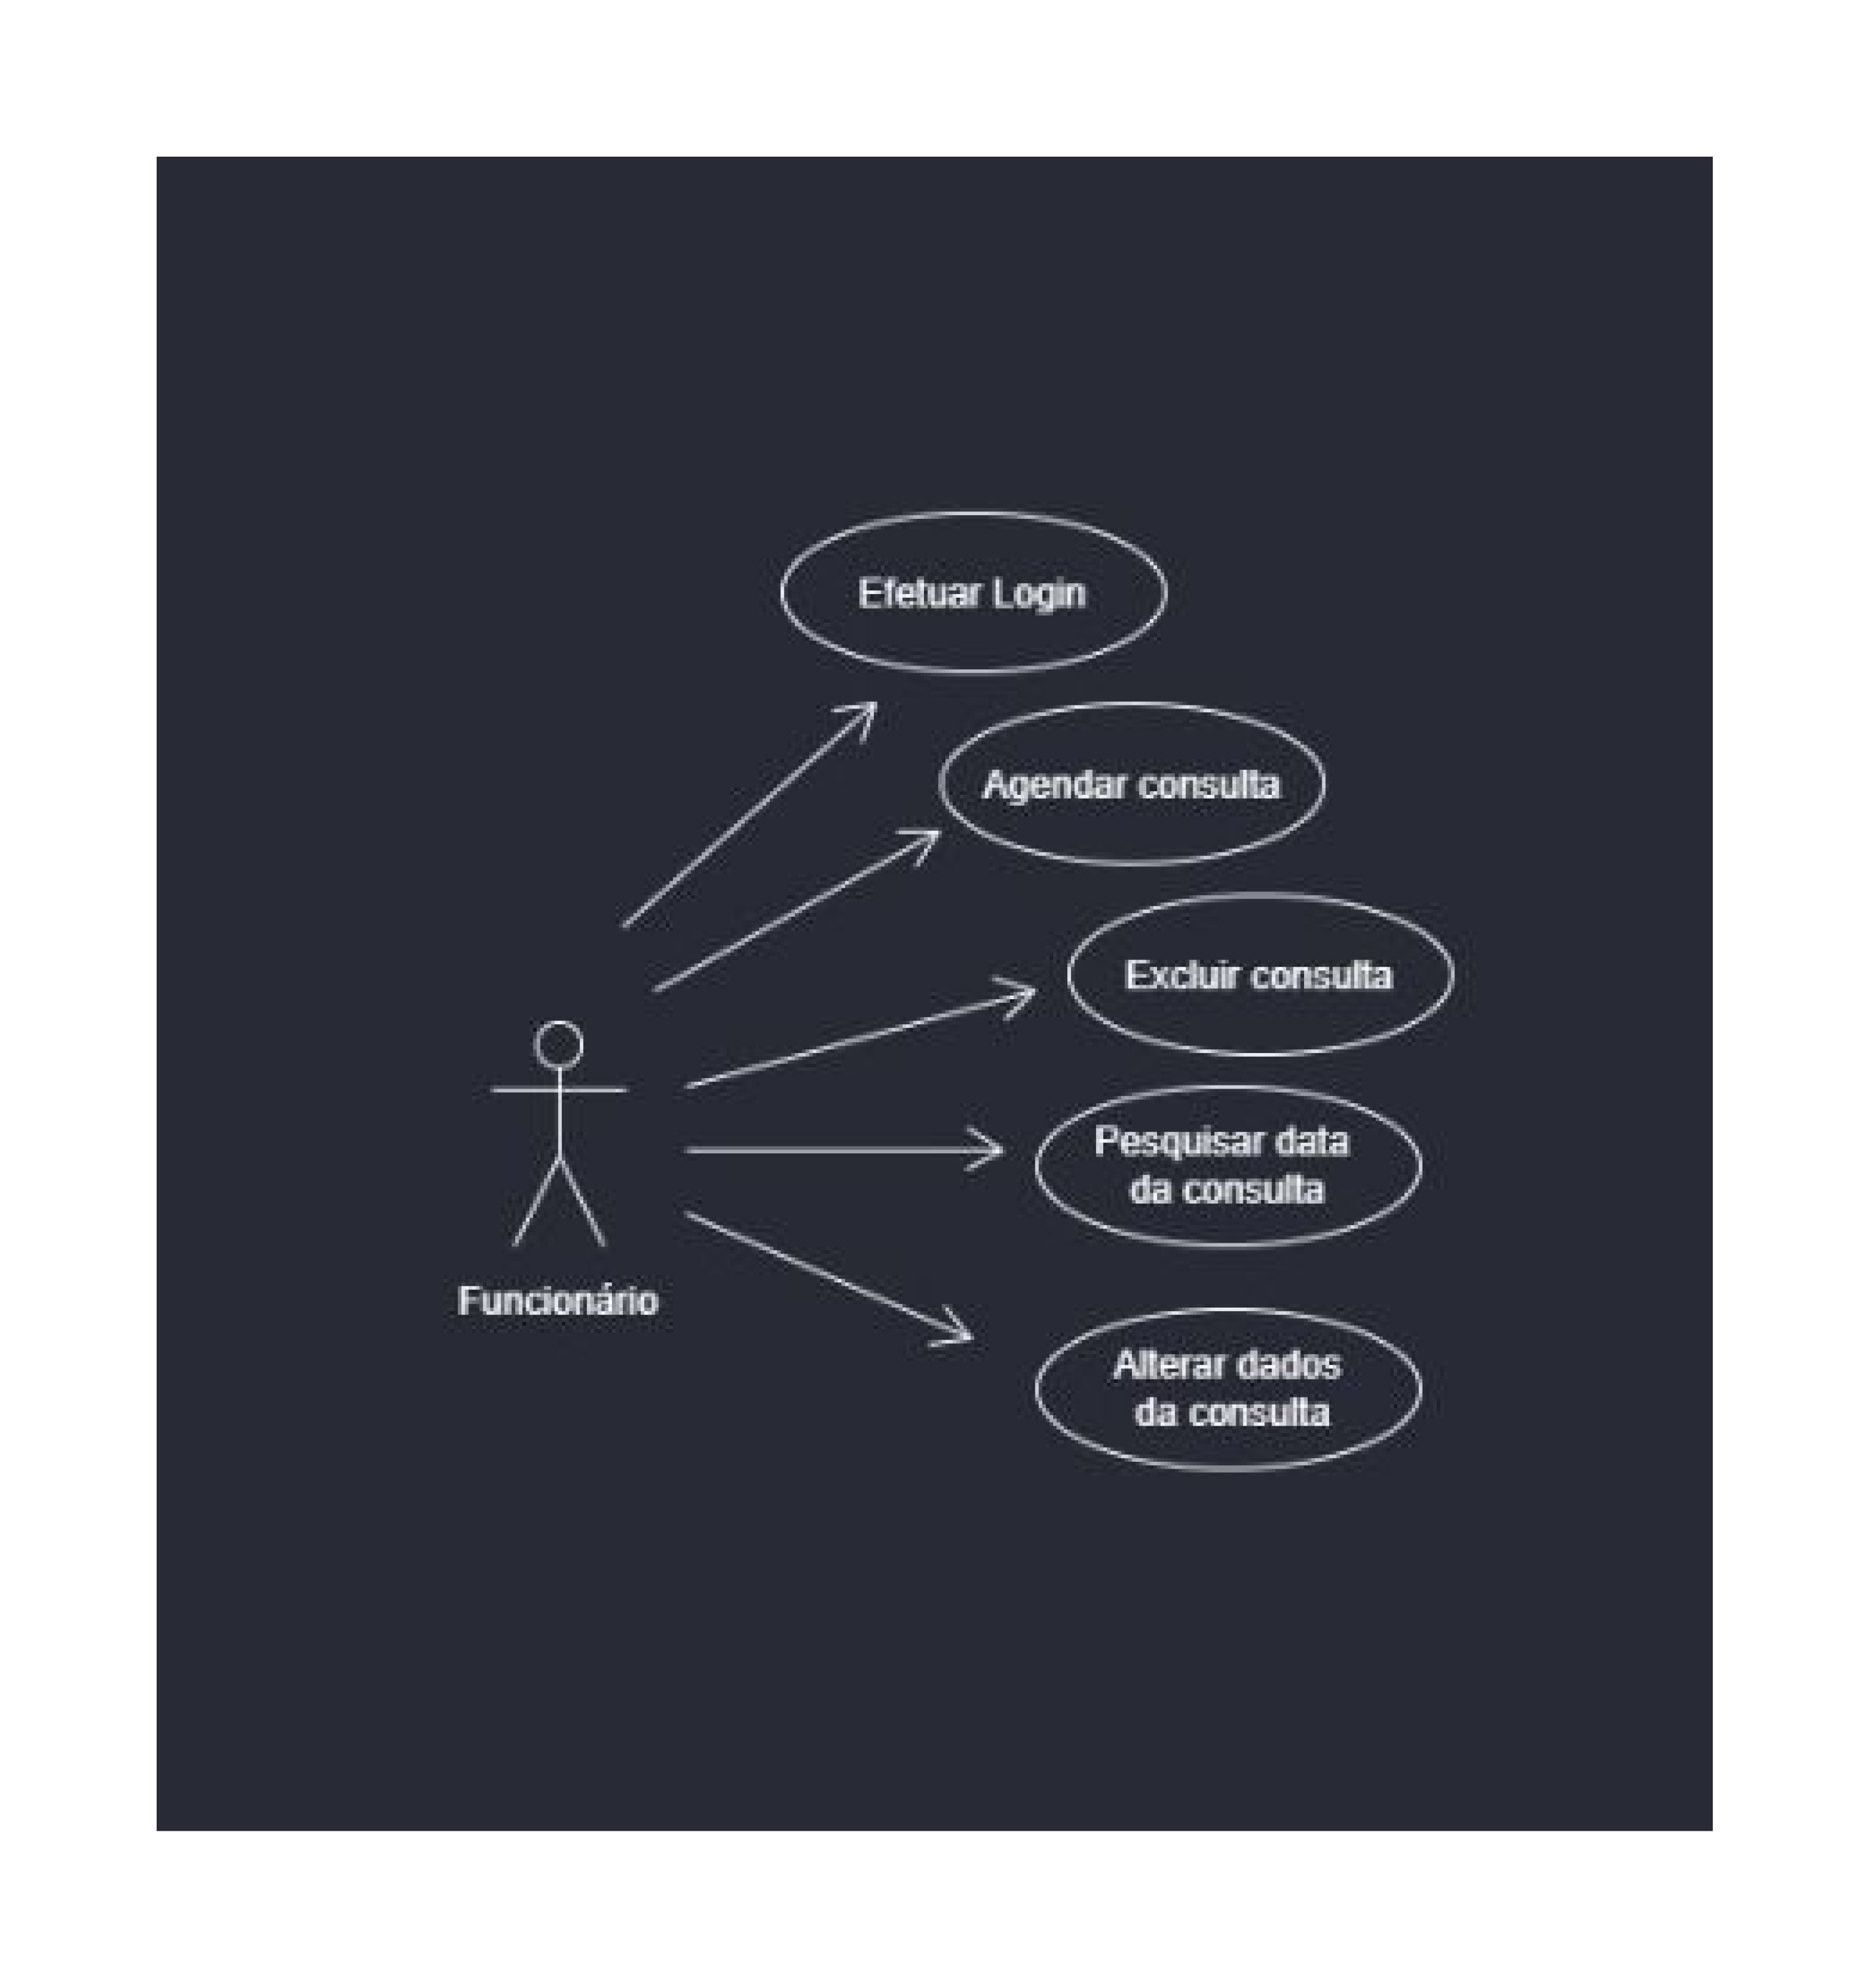 Efetuar Login
Agendar consulta
Excluir consulta
Pesquisar data
da consulta
Funcionário
Alterar dados
da consulta